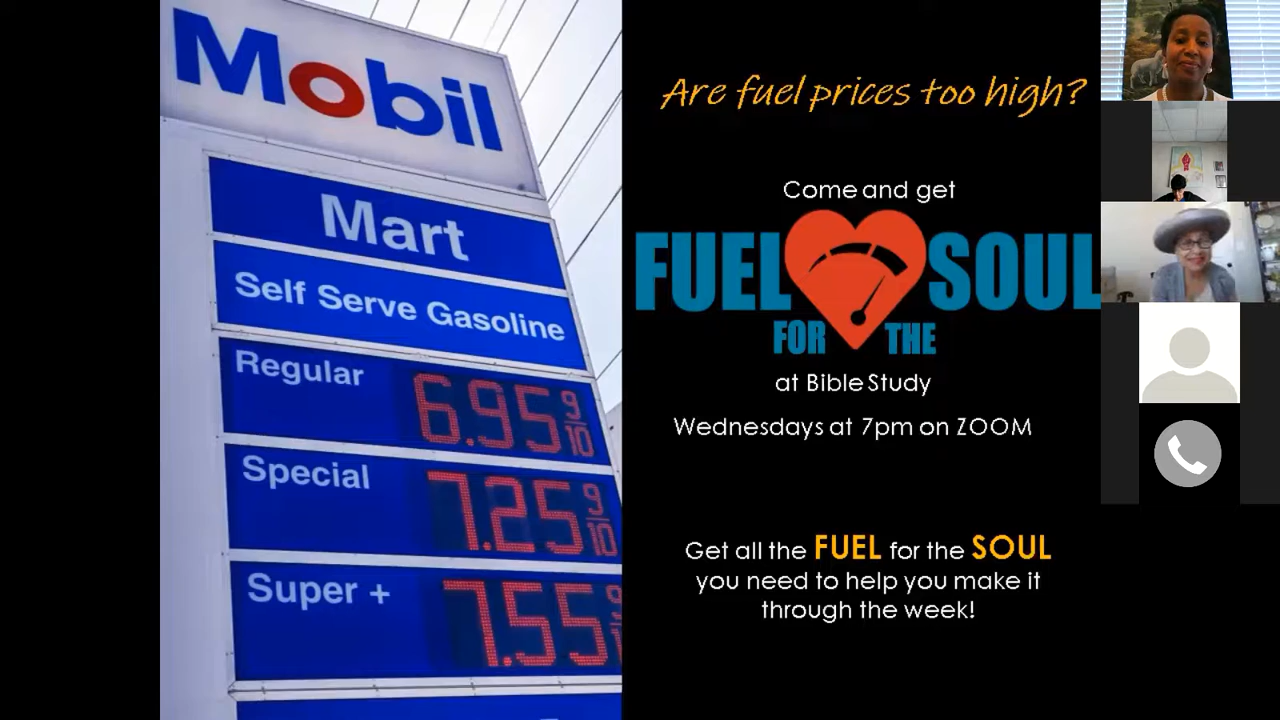 Mobil
Mart
Self Serve Gasoline
Regular
6.95 9/10
Special
7.25 9/10
Super +
7.55
Are fuel prices too high?
Come and get
FUEL SOUL
FOR THE
at Bible Study
Wednesdays at 7pm on ZOOM
Get all the FUEL for the SOUL
you need to help you make it
through the week!